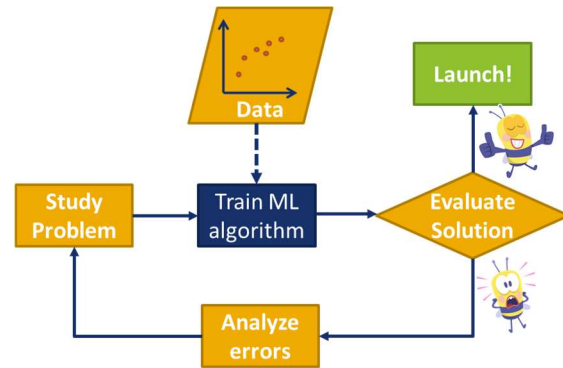 Data
Launch!
Study
Problem
Train ML
algorithm
Evaluate
Solution
Analyze
errors